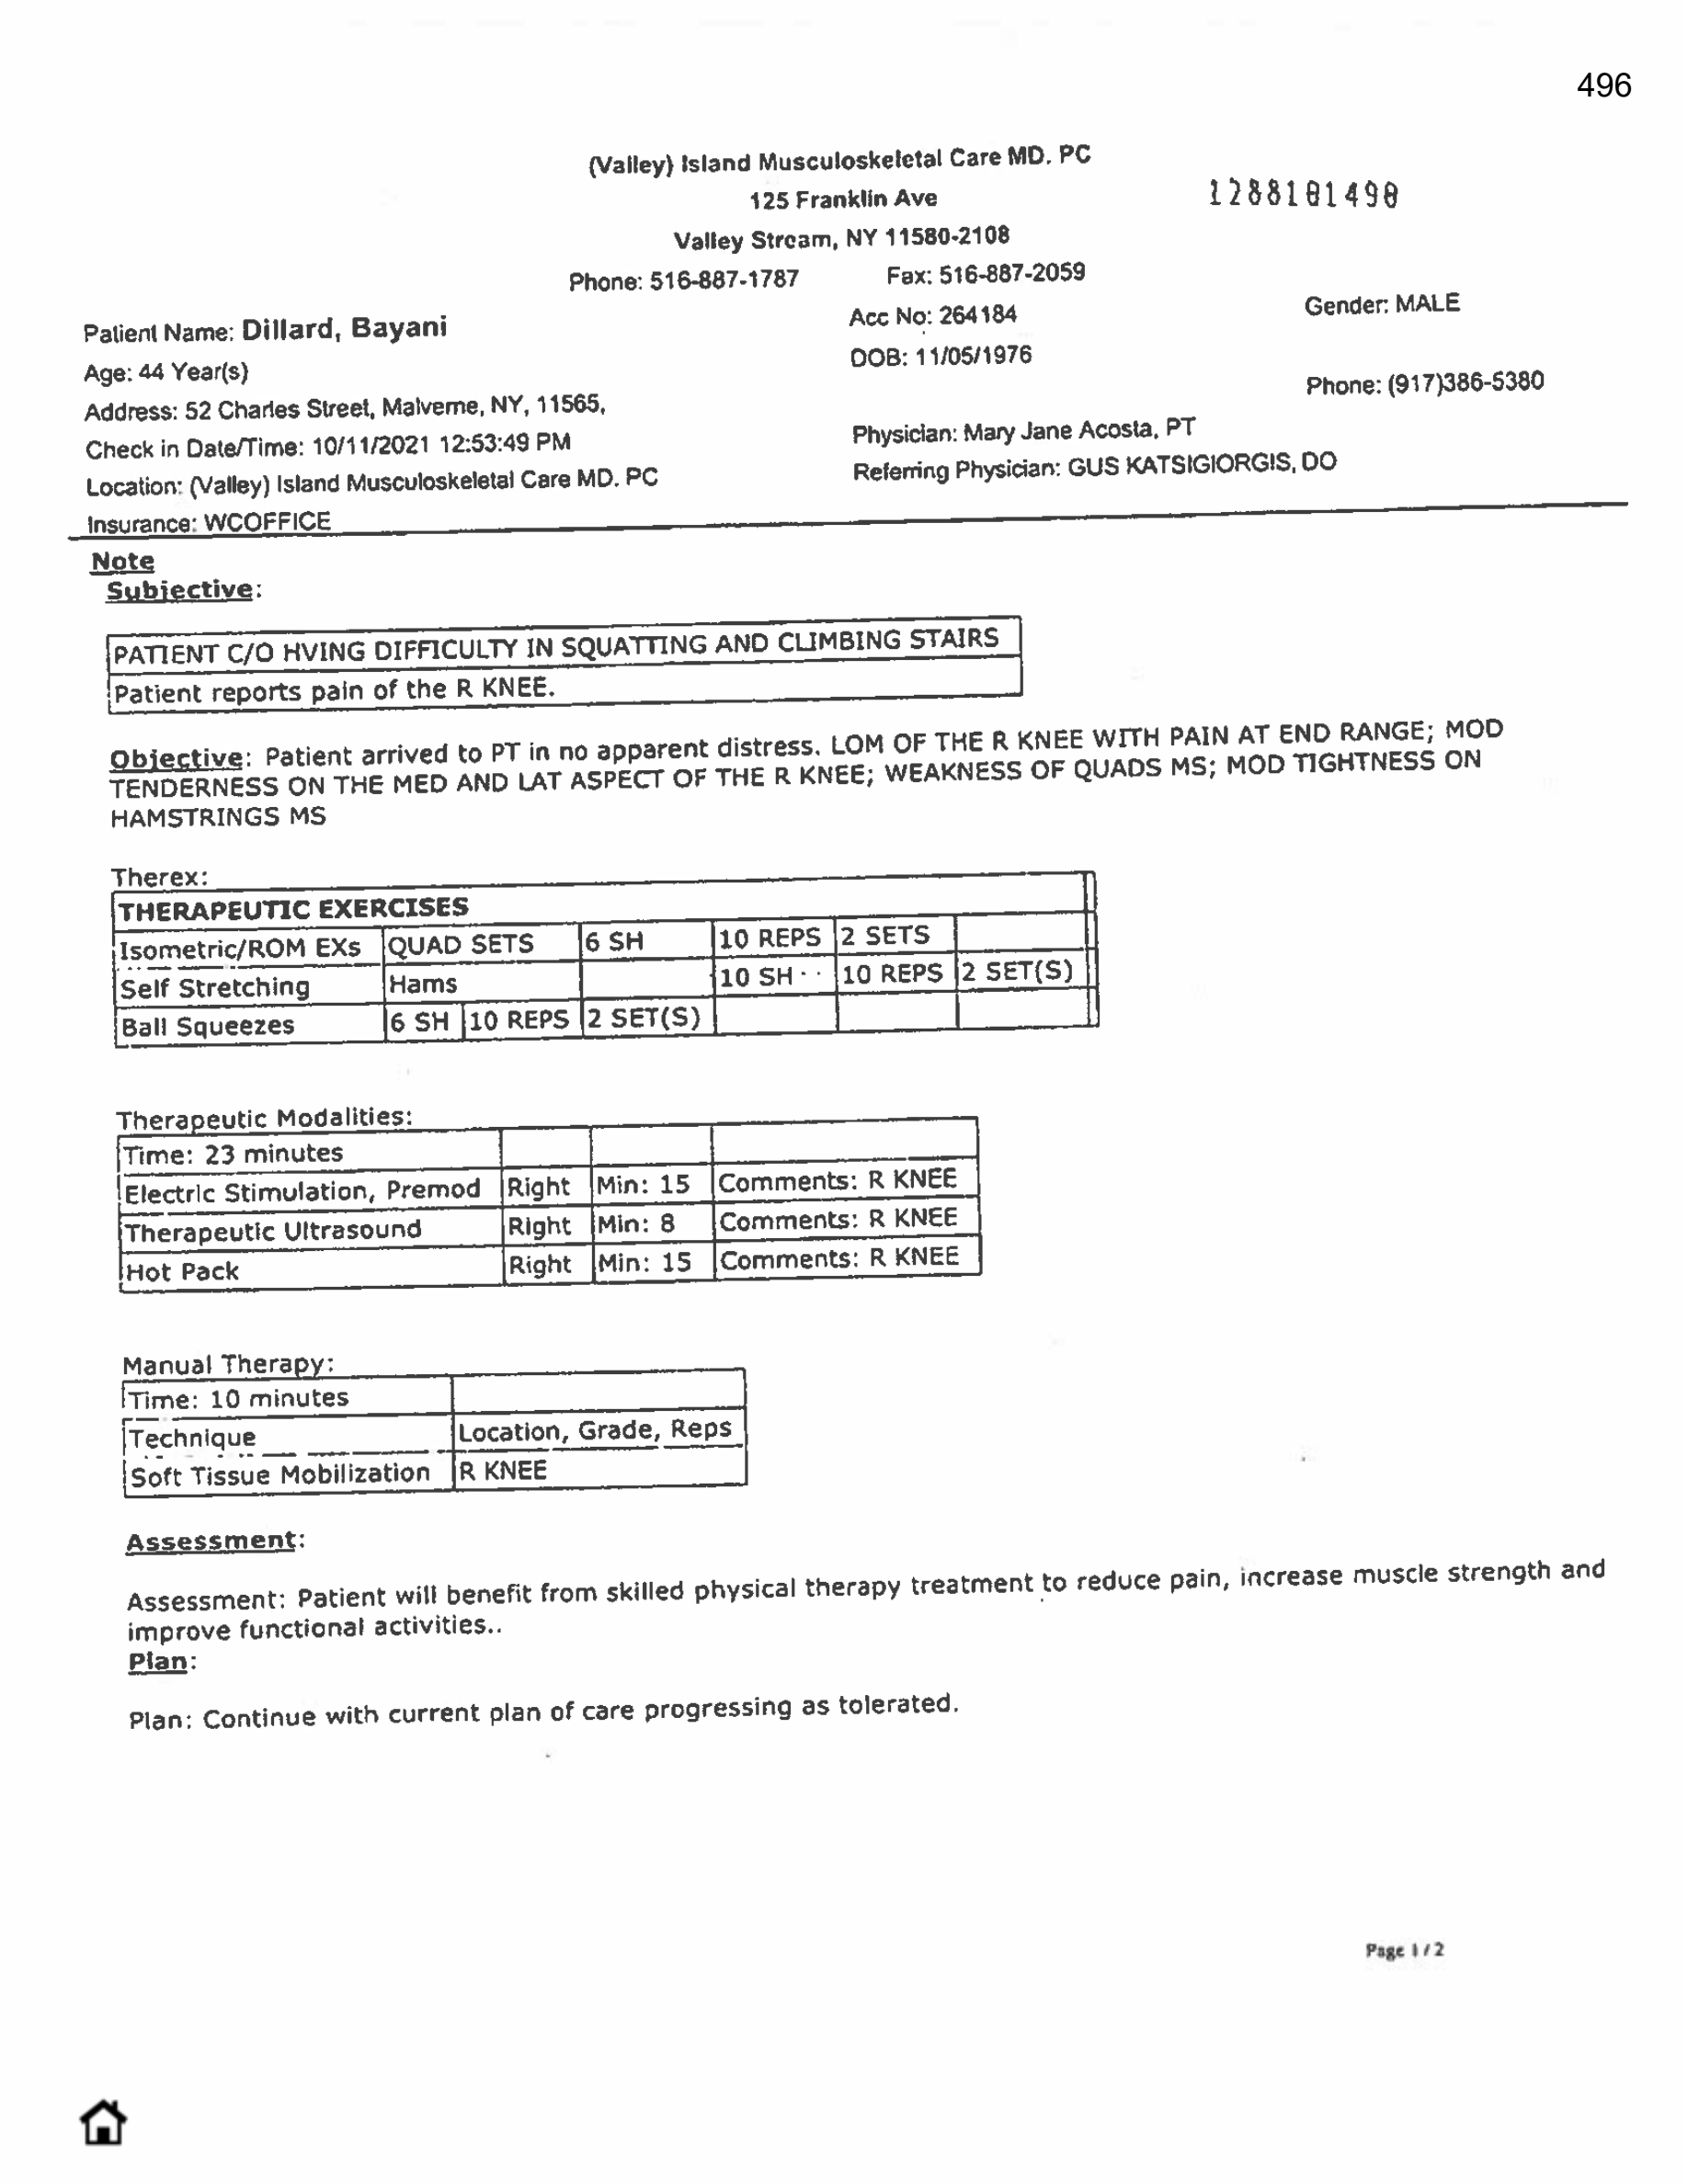 496
(Valley) Island Musculoskeletal Care MD. PC
125 Franklin Ave
1288181498
Valley Stream, NY 11580-2108
Phone: 516-887-1787 Fax: 516-887-2059
Patient Name: Dillard, Bayani Acc No: 264184 Gender: MALE
Age: 44 Year(s) DOB: 11/05/1976
Address: 52 Charles Street, Malverne, NY, 11565, Phone: (917)386-5380
Check in Date/Time: 10/11/2021 12:53:49 PM Physician: Mary Jane Acosta, PT
Location: (Valley) Island Musculoskeletal Care MD. PC Referring Physician: GUS KATSIGIORGIS, DO
Insurance: WCOFFICE
Note
Subjective:
PATIENT C/O HVING DIFFICULTY IN SQUATTING AND CLIMBING STAIRS
Patient reports pain of the R KNEE.
Objective: Patient arrived to PT in no apparent distress. LOM OF THE R KNEE WITH PAIN AT END RANGE; MOD
TENDERNESS ON THE MED AND LAT ASPECT OF THE R KNEE; WEAKNESS OF QUADS MS; MOD TIGHTNESS ON
HAMSTRINGS MS
Therex:
THERAPEUTIC EXERCISES
Isometric/ROM EXs QUAD SETS 6 SH 10 REPS 2 SETS
Self Stretching Hams 10 SH 10 REPS 2 SET(S)
Ball Squeezes 6 SH 10 REPS 2 SET(S)
Therapeutic Modalities:
Time: 23 minutes
Electric Stimulation, Premod Right Min: 15 Comments: R KNEE
Therapeutic Ultrasound Right Min: 8 Comments: R KNEE
Hot Pack Right Min: 15 Comments: R KNEE
Manual Therapy:
Time: 10 minutes
Technique Location, Grade, Reps
Soft Tissue Mobilization R KNEE
Assessment:
Assessment: Patient will benefit from skilled physical therapy treatment to reduce pain, increase muscle strength and
improve functional activities..
Plan:
Plan: Continue with current plan of care progressing as tolerated.
Page 1 / 2